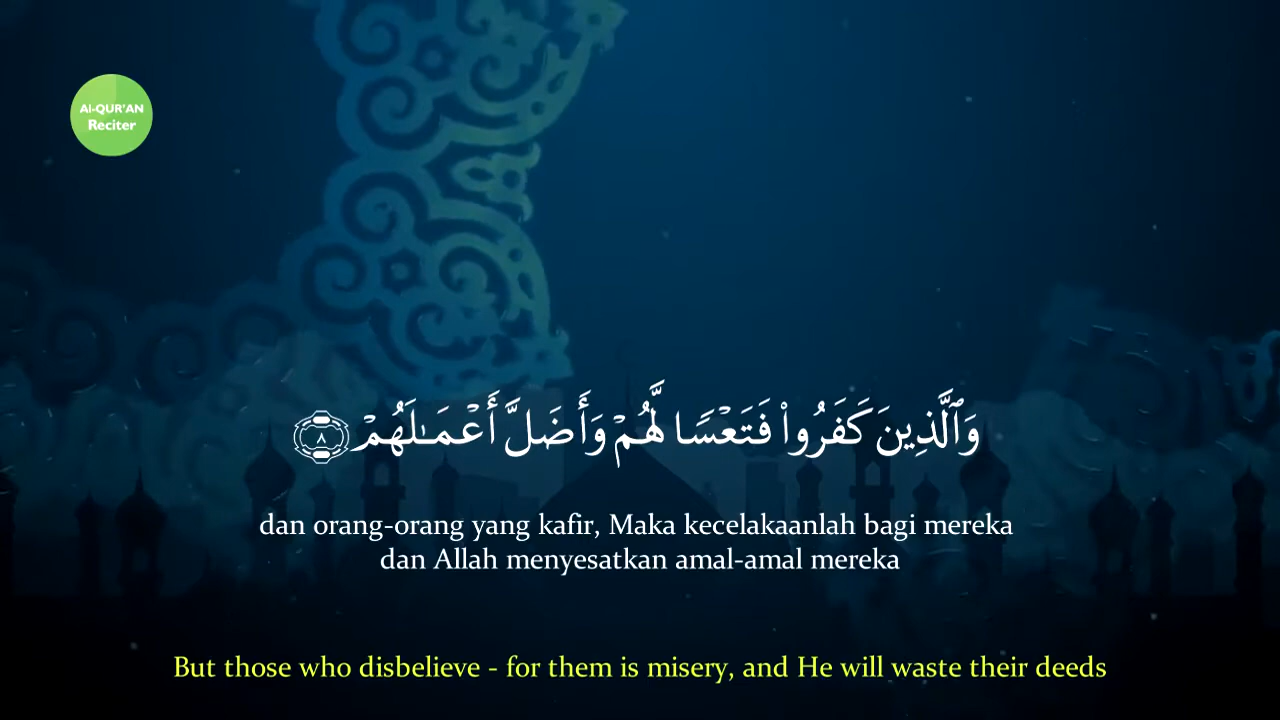 Al-QUR'AN
Reciter
وَٱلَّذِينَ كَفَرُوا۟ فَتَعْسًا لَّهُمْ وَأَضَلَّ أَعْمَـٰلَهُمْ ٨
dan orang-orang yang kafir, Maka kecelakaanlah bagi mereka
dan Allah menyesatkan amal-amal mereka
But those who disbelieve - for them is misery, and He will waste their deeds